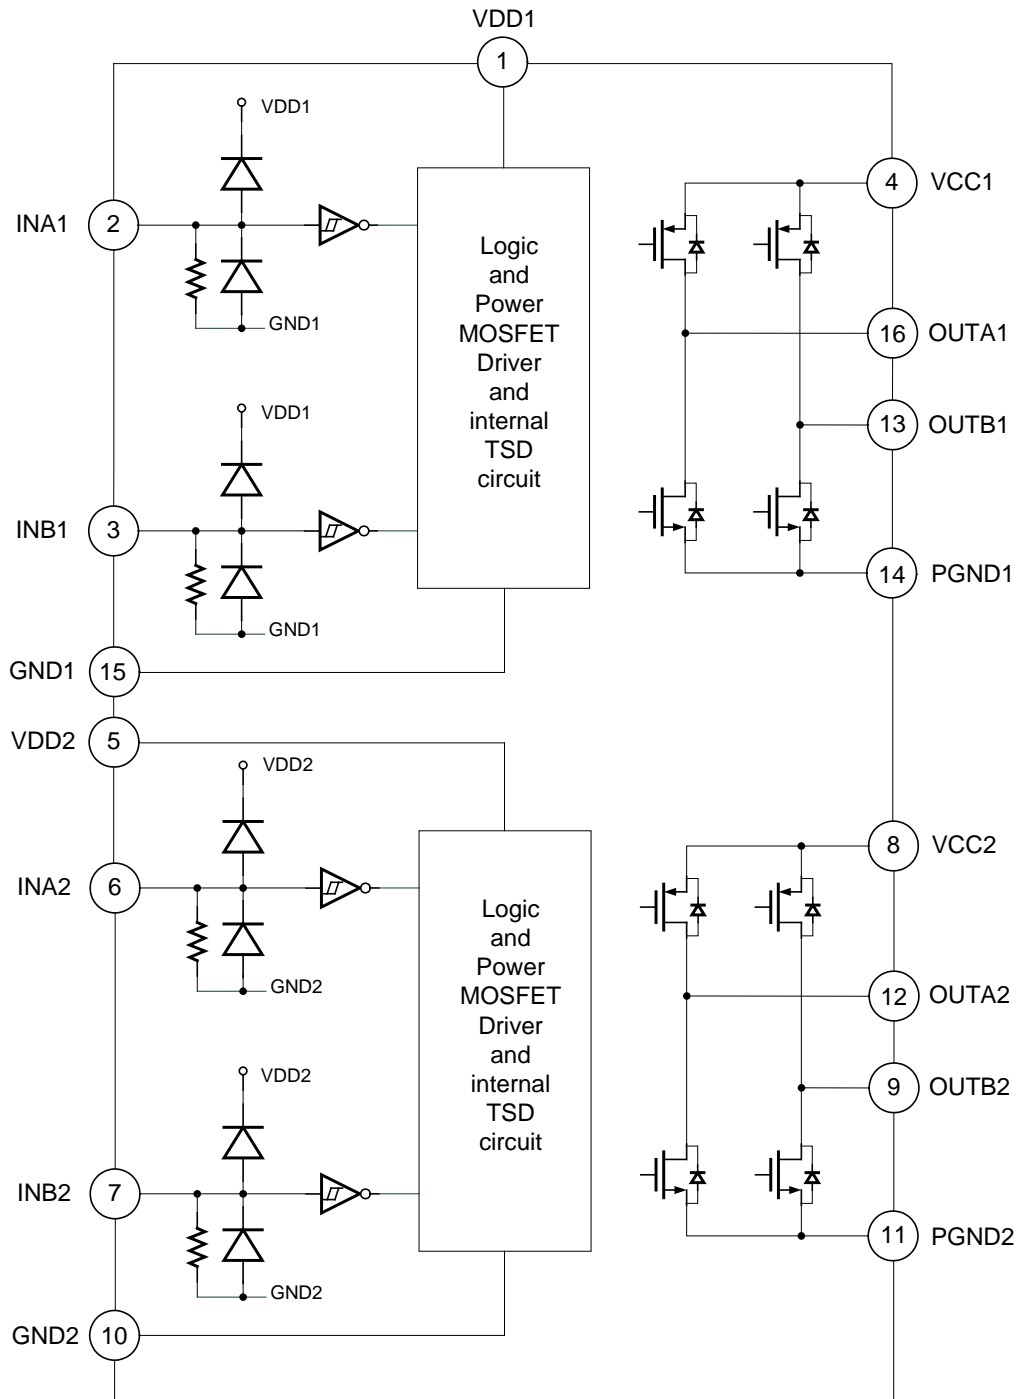 VDD1
1
VDD1
INA1
2
GND1
VDD1
INB1
3
GND1
GND1
15
Logic
and
Power
MOSFET
Driver
and
internal
TSD
circuit
4
VCC1
16
OUTA1
13
OUTB1
14
PGND1
VDD2
5
VDD2
INA2
6
GND2
VDD2
INB2
7
GND2
GND2
10
Logic
and
Power
MOSFET
Driver
and
internal
TSD
circuit
8
VCC2
12
OUTA2
9
OUTB2
11
PGND2